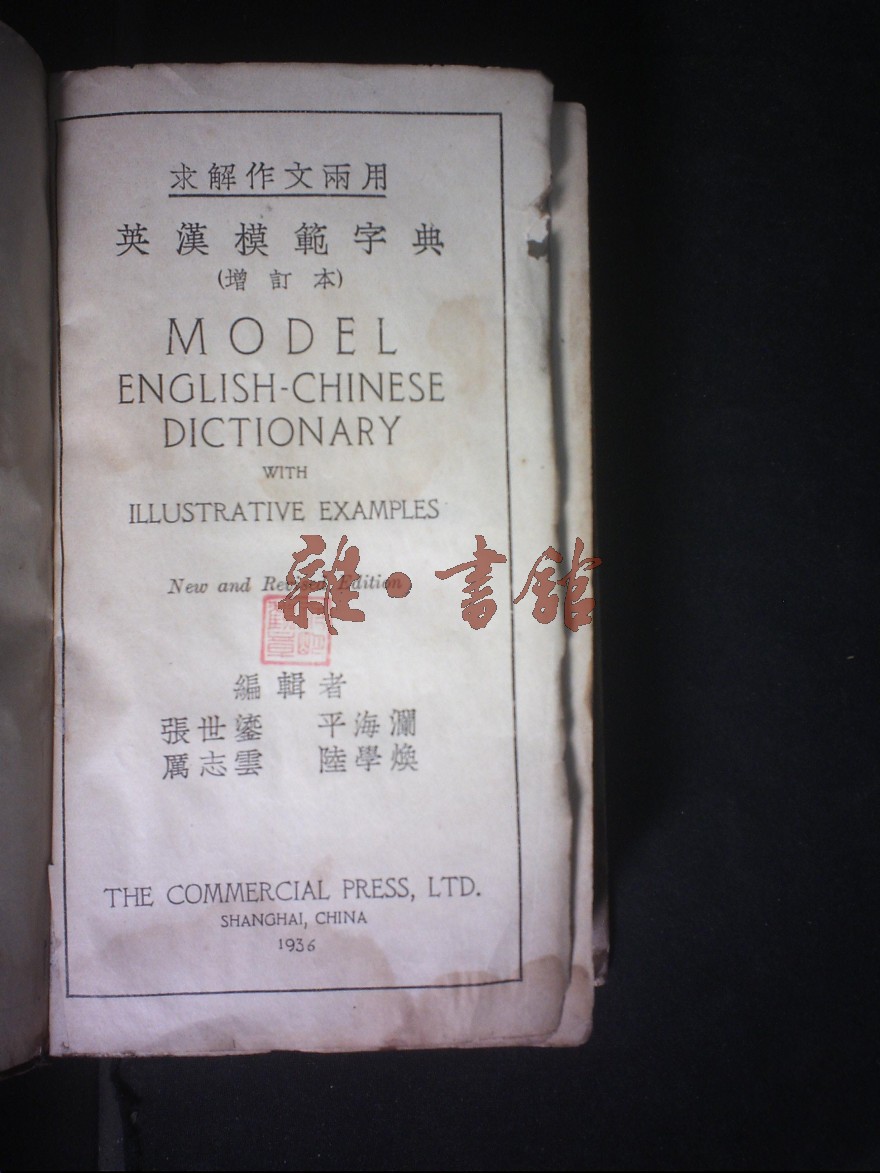 求解作文兩用
英漢模範字典
(增訂本)
MODEL
ENGLISH-CHINESE
DICTIONARY
WITH
ILLUSTRATIVE EXAMPLES
New and Revised Edition
雜·書館
編輯者
張世鎏 平海瀾
厲志雲 陸學煥
THE COMMERCIAL PRESS, LTD.
SHANGHAI, CHINA
1936